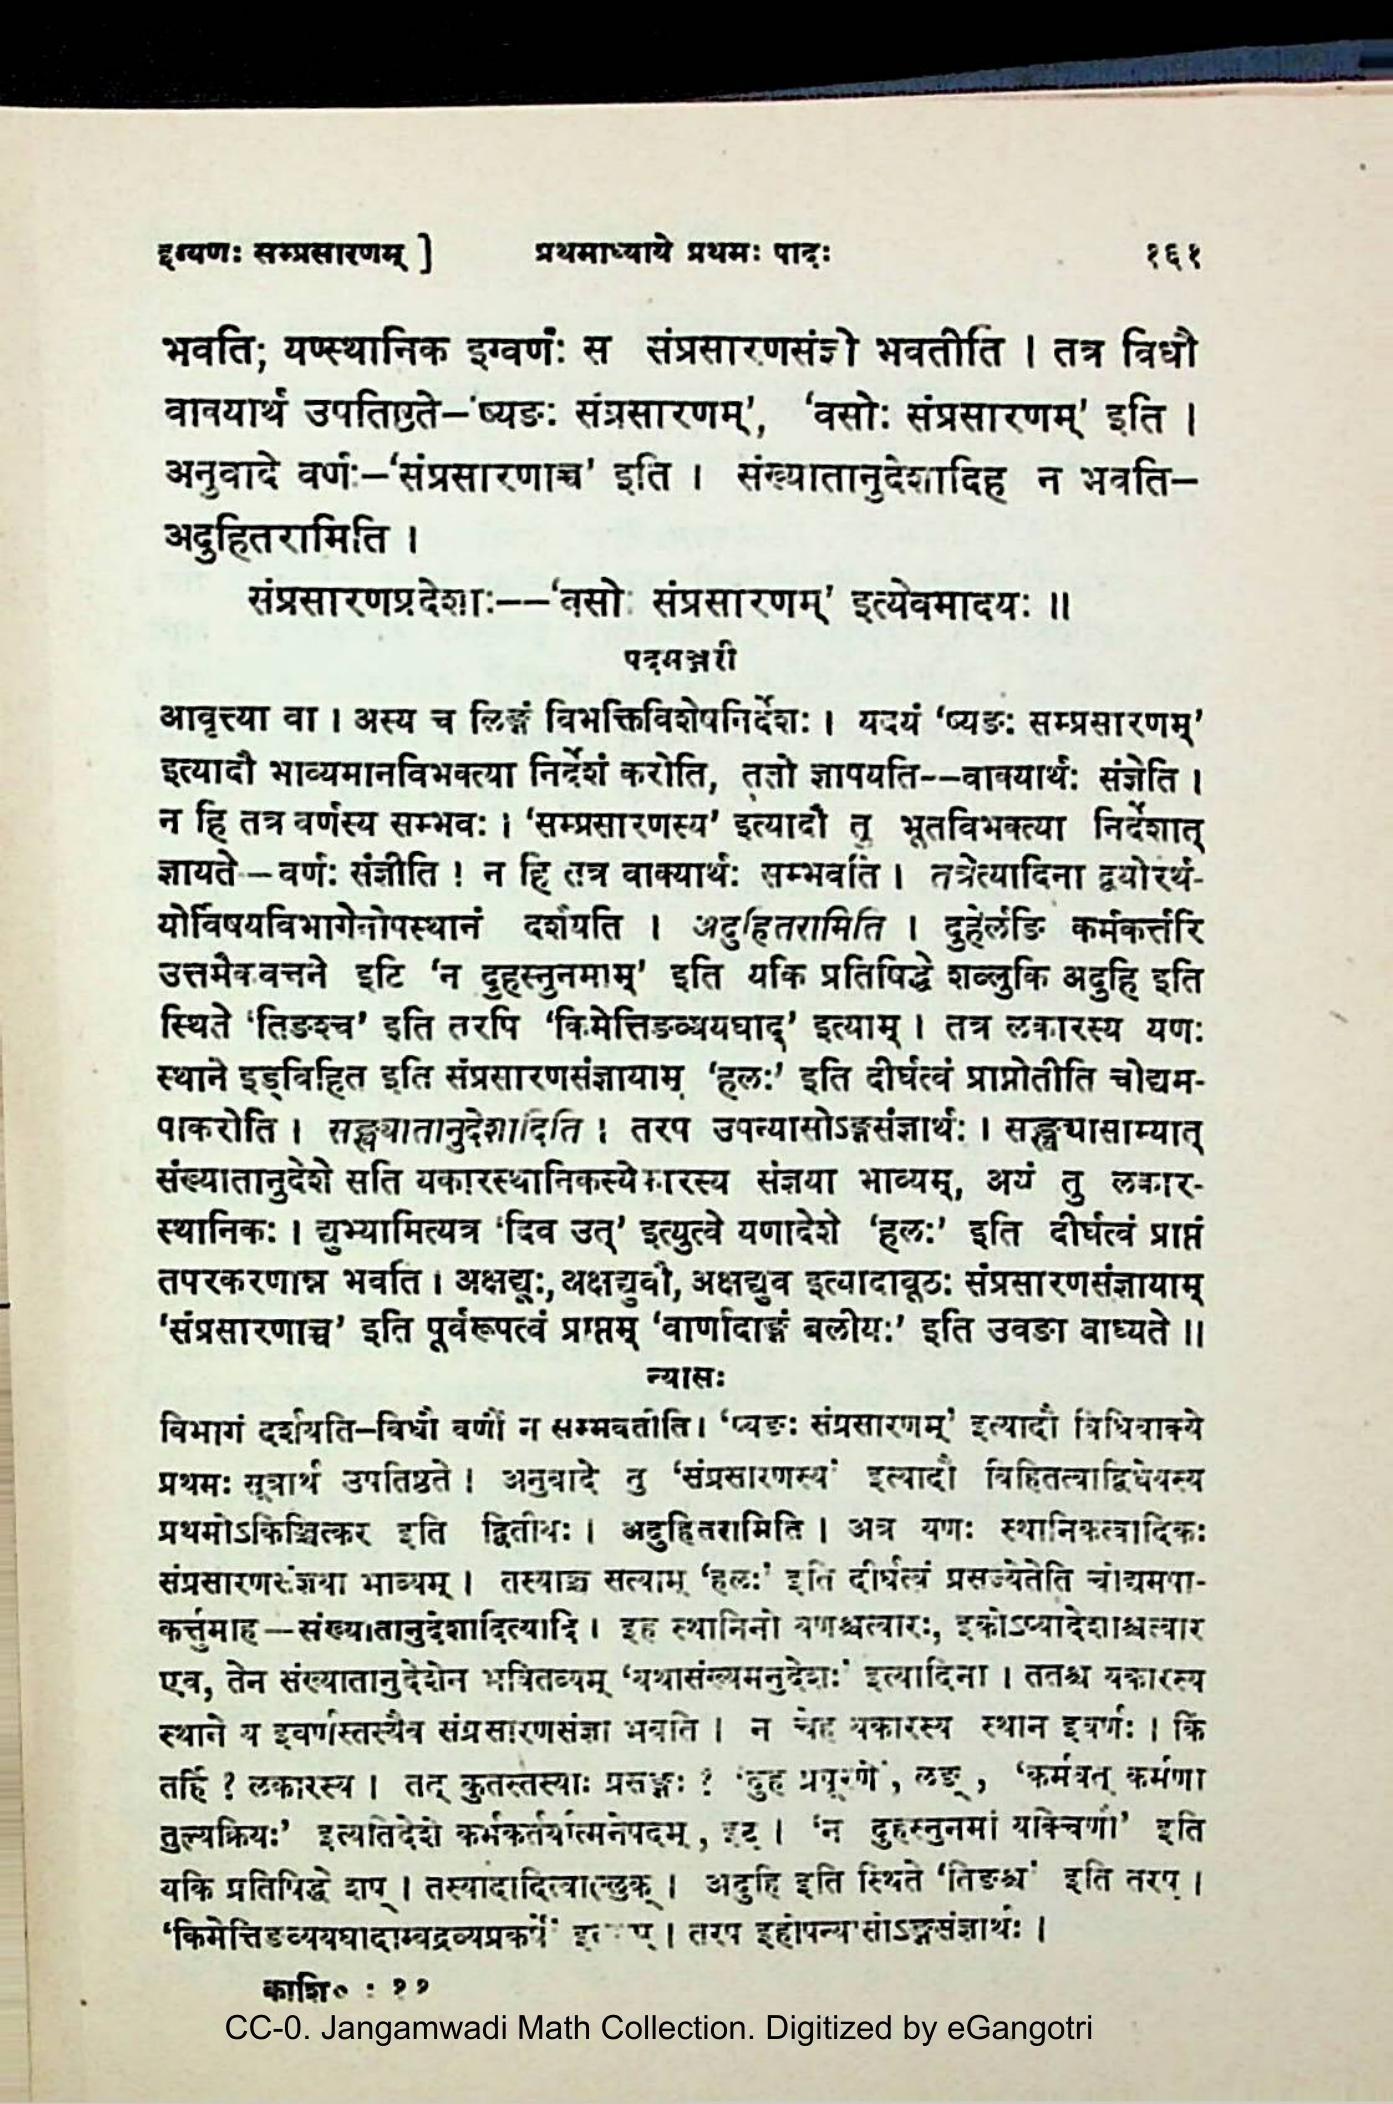 इग्यणः सम्प्रसारणम् ] प्रथमाध्याये प्रथमः पादः १६१
भवति; यण्स्थानिक इग्वर्णः स संप्रसारणसंज्ञो भवतीति । तत्र विधौ
वाक्यार्थ उपतिष्ठते–'ष्यङः संप्रसारणम्', 'वसोः संप्रसारणम्' इति ।
अनुवादे वर्णः–'संप्रसारणाच्च' इति । संख्यातानुदेशादिह न भवति–
अदुहितरामिति ।
संप्रसारणप्रदेशाः––'वसोः संप्रसारणम्' इत्येवमादयः ॥
पदमञ्जरी
आवृत्त्या वा । अस्य च लिङ्गं विभक्तिविशेषनिर्देशः । यदयं 'ष्यङः सम्प्रसारणम्'
इत्यादौ भाव्यमानविभक्त्या निर्देशं करोति, ततो ज्ञापयति––वाक्यार्थः संज्ञेति ।
न हि तत्र वर्णस्य सम्भवः । 'सम्प्रसारणस्य' इत्यादौ तु भूतविभक्त्या निर्देशात्
ज्ञायते–वर्णः संज्ञीति ! न हि तत्र वाक्यार्थः सम्भवति । तत्रेत्यादिना द्वयोरर्थ-
योर्विषयविभागेनोपस्थानं दर्शयति । अदुहितरामिति । दुहेर्लङि कर्मकर्त्तरि
उत्तमैकवचने इटि 'न दुहस्नुनमाम्' इति यकि प्रतिषिद्धे शब्लुकि अदुहि इति
स्थिते 'तिङश्च' इति तरपि 'किमेत्तिङव्ययघाद्' इत्याम् । तत्र लकारस्य यणः
स्थाने इड्विहित इति संप्रसारणसंज्ञायाम् 'हलः' इति दीर्घत्वं प्राप्नोतीति चोद्यम-
पाकरोति । सङ्ख्यातानुदेशादिति । तरप उपन्यासोऽङ्गसंज्ञार्थः । सङ्ख्यासाम्यात्
संख्यातानुदेशे सति यकारस्थानिकस्येकारस्य संज्ञया भाव्यम्, अयं तु लकार-
स्थानिकः । द्युभ्यामित्यत्र 'दिव उत्' इत्युत्वे यणादेशे 'हलः' इति दीर्घत्वं प्राप्तं
तपरकरणान्न भवति । अक्षद्यूः, अक्षद्युवौ, अक्षद्युव इत्यादावूठः संप्रसारणसंज्ञायाम्
'संप्रसारणाच्च' इति पूर्वरूपत्वं प्राप्तम् 'वार्णादाङ्गं बलीयः' इति उवङा बाध्यते ॥
न्यासः
विभागं दर्शयति–विधौ वर्णो न सम्भवतीति । 'ष्यङः संप्रसारणम्' इत्यादौ विधिवाक्ये
प्रथमः सूत्रार्थ उपतिष्ठते । अनुवादे तु 'संप्रसारणस्य' इत्यादौ विहितत्वाद्विधेयस्य
प्रथमोऽकिञ्चित्कर इति द्वितीयः । अदुहितरामिति । अत्र यणः स्थानिकत्वादिकः
संप्रसारणसंज्ञया भाव्यम् । तस्याञ्च सत्याम् 'हलः' इति दीर्घत्वं प्रसज्येतेति चोद्यमपा-
कर्त्तुमाह–संख्यातानुदेशादित्यादि । इह स्थानिनो यणश्चत्वारः, इकोऽप्यादेशाश्चत्वार
एव, तेन संख्यातानुदेशेन भवितव्यम् 'यथासंख्यमनुदेशः' इत्यादिना । ततश्च यकारस्य
स्थाने य इवर्णस्तस्यैव संप्रसारणसंज्ञा भवति । न चेह यकारस्य स्थान इवर्णः । किं
तर्हि ? लकारस्य । तत् कुतस्तस्याः प्रसङ्गः ? 'दुह प्रपूरणे', लङ्, 'कर्मवत् कर्मणा
तुल्यक्रियः' इत्यतिदेशे कर्मकर्तर्यात्मनेपदम्, इट् । 'न दुहस्नुनमां यक्चिणौ' इति
यकि प्रतिषिद्धे शप् । तस्यादादित्वाल्लुक् । अदुहि इति स्थिते 'तिङश्च' इति तरप् ।
'किमेत्तिङव्ययघादाम्वद्रव्यप्रकर्षे' । तरप इहोपन्यासोऽङ्गसंज्ञार्थः ।
काशि० : ११
CC-0. Jangamwadi Math Collection. Digitized by eGangotri